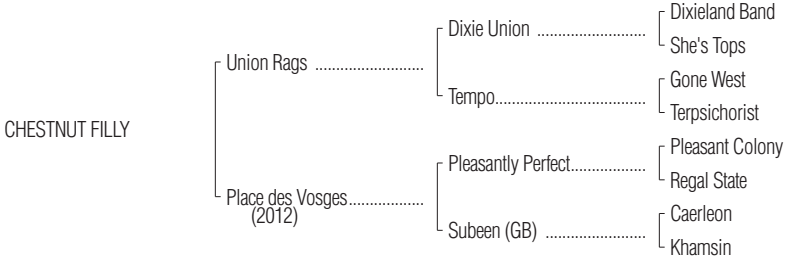 Dixieland Band
Dixie Union ..........................
She's Tops
Union Rags ..........................
Gone West
Tempo....................................
Terpsichorist
CHESTNUT FILLY
Pleasant Colony
Pleasantly Perfect..................
Regal State
Place des Vosges..................
(2012)
Caerleon
Subeen (GB) ........................
Khamsin